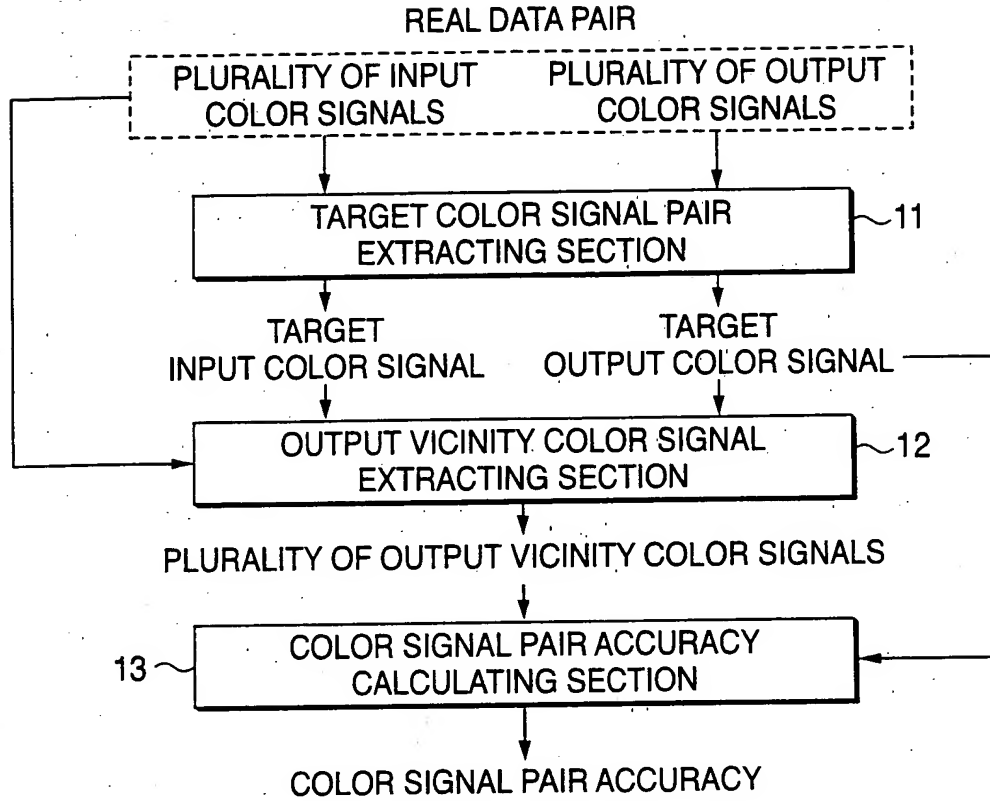 REAL DATA PAIR
PLURALITY OF INPUT
COLOR SIGNALS
PLURALITY OF OUTPUT
COLOR SIGNALS
TARGET COLOR SIGNAL PAIR
EXTRACTING SECTION
11
TARGET
INPUT COLOR SIGNAL
TARGET
OUTPUT COLOR SIGNAL
OUTPUT VICINITY COLOR SIGNAL
EXTRACTING SECTION
12
PLURALITY OF OUTPUT VICINITY COLOR SIGNALS
13
COLOR SIGNAL PAIR ACCURACY
CALCULATING SECTION
COLOR SIGNAL PAIR ACCURACY